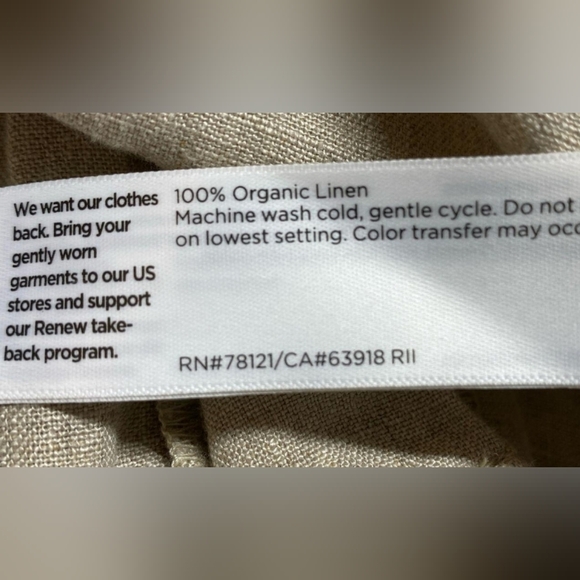 We want our clothes
back. Bring your
gently worn
garments to our US
stores and support
our Renew take-
back program.
100% Organic Linen
Machine wash cold, gentle cycle. Do not
on lowest setting. Color transfer may
RN#78121/CA#63918 RII